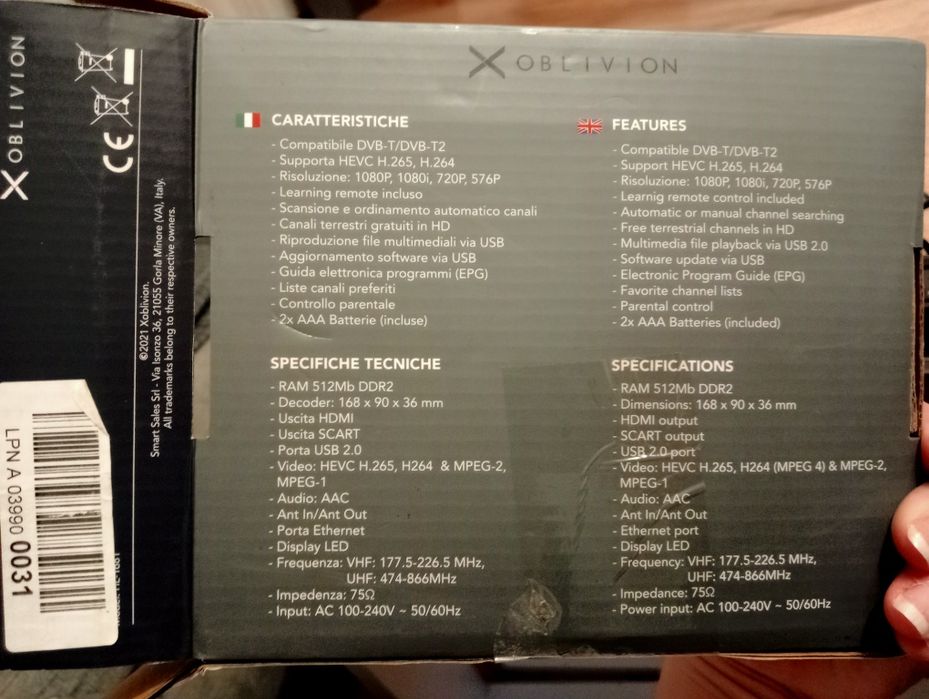 X OBLIVION
CARATTERISTICHE
- Compatibile DVB-T/DVB-T2
- Supporta HEVC H.265, H.264
- Risoluzione: 1080P, 1080i, 720P, 576P
- Learning remote incluso
- Scansione e ordinamento automatico canali
- Canali terrestri gratuiti in HD
- Riproduzione file multimediali via USB
- Aggiornamento software via USB
- Guida elettronica programmi (EPG)
- Liste canali preferiti
- Controllo parentale
- 2x AAA Batterie (incluse)
SPECIFICHE TECNICHE
- RAM 512Mb DDR2
- Decoder: 168 x 90 x 36 mm
- Uscita HDMI
- Uscita SCART
- Porta USB 2.0
- Video: HEVC H.265, H264 & MPEG-2,
MPEG-1
- Audio: AAC
- Ant In/Ant Out
- Porta Ethernet
- Display LED
- Frequenza: VHF: 177.5-226.5 MHz,
UHF: 474-866MHz
- Impedenza: 75Ω
- Input: AC 100-240V ~ 50/60Hz
FEATURES
- Compatible DVB-T/DVB-T2
- Support HEVC H.265, H.264
- Risoluzione: 1080P, 1080i, 720P, 576P
- Learnig remote control included
- Automatic or manual channel searching
- Free terrestrial channels in HD
- Multimedia file playback via USB 2.0
- Software update via USB
- Electronic Program Guide (EPG)
- Favorite channel lists
- Parental control
- 2x AAA Batteries (included)
SPECIFICATIONS
- RAM 512Mb DDR2
- Dimensions: 168 x 90 x 36 mm
- HDMI output
- SCART output
- USB 2.0 port
- Video: HEVC H.265, H264 (MPEG 4) & MPEG-2,
MPEG-1
- Audio: AAC
- Ant In/Ant Out
- Ethernet port
- Display LED
- Frequency: VHF: 177.5-226.5 MHz,
UHF: 474-866MHz
- Impedance: 75Ω
- Power input: AC 100-240V ~ 50/60Hz
X OBLIVION
CE
©2021 Xoblivion.
Smart Sales Srl - Via Isonzo 36, 21055 Gorla Minore (VA), Italy.
All trademarks belong to their respective owners.
LPN A 03990 0031